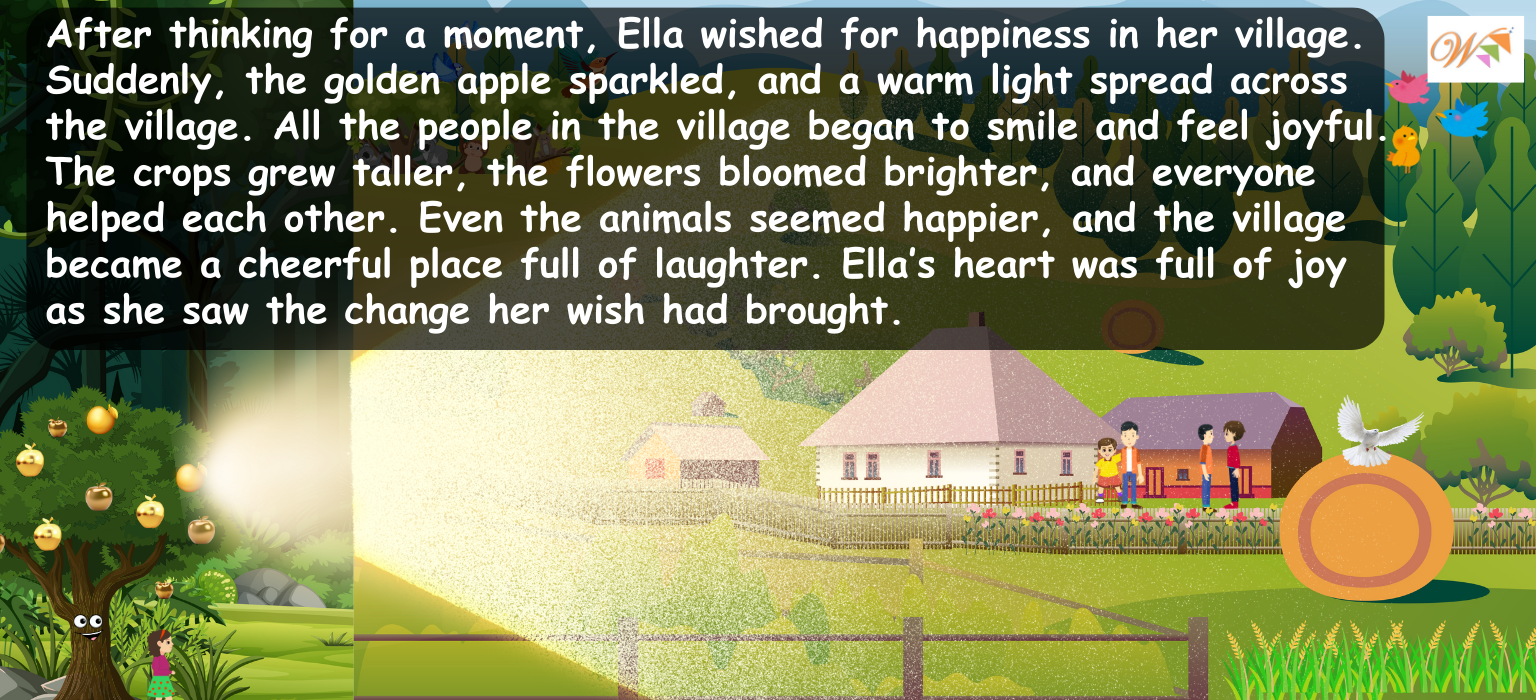 After thinking for a moment, Ella wished for happiness in her village.
Suddenly, the golden apple sparkled, and a warm light spread across
the village. All the people in the village began to smile and feel joyful.
The crops grew taller, the flowers bloomed brighter, and everyone
helped each other. Even the animals seemed happier, and the village
became a cheerful place full of laughter. Ella's heart was full of joy
as she saw the change her wish had brought.
W